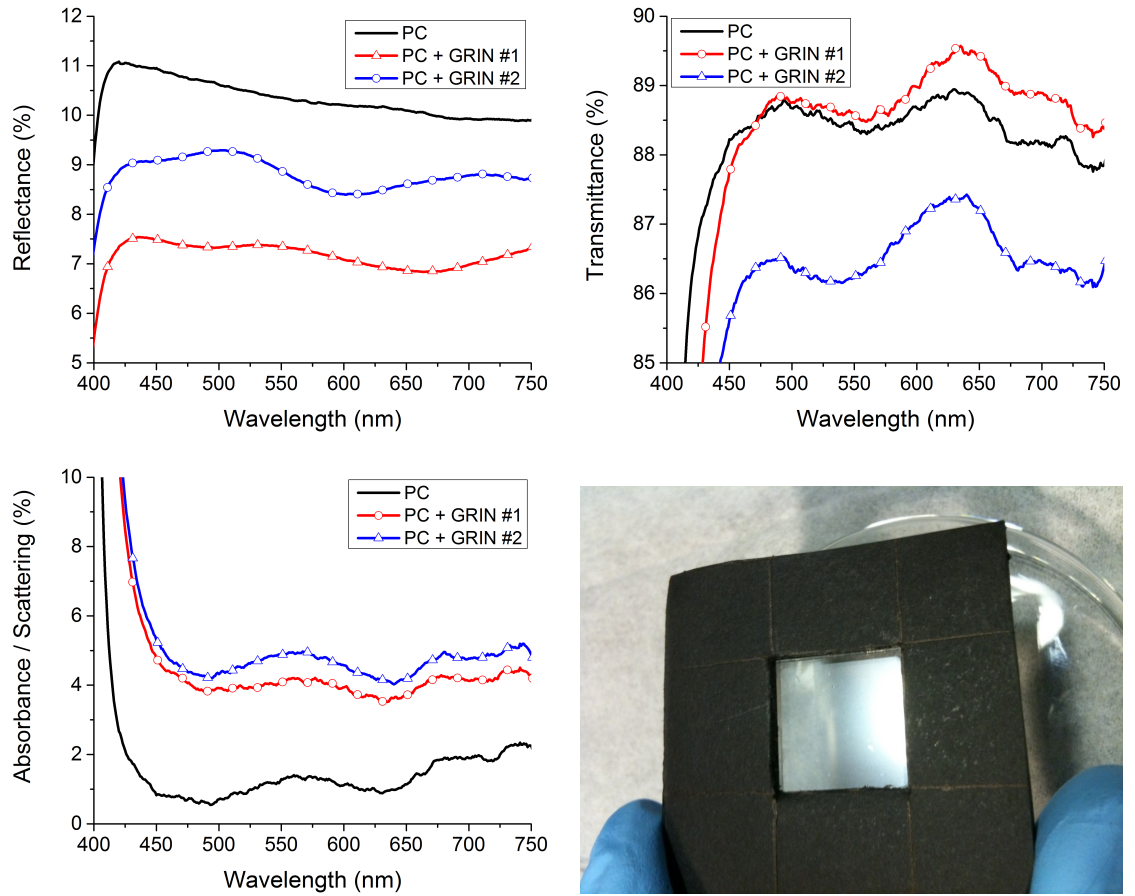 Reflectance (%)
12
11
10
9
8
7
6
5
PC
PC + GRIN #1
PC + GRIN #2
400 450 500 550 600 650 700 750
Wavelength (nm)
Transmittance (%)
90
89
88
87
86
85
PC
PC + GRIN #1
PC + GRIN #2
400 450 500 550 600 650 700 750
Wavelength (nm)
Absorbance / Scattering (%)
10
8
6
4
2
0
PC
PC + GRIN #1
PC + GRIN #2
400 450 500 550 600 650 700 750
Wavelength (nm)